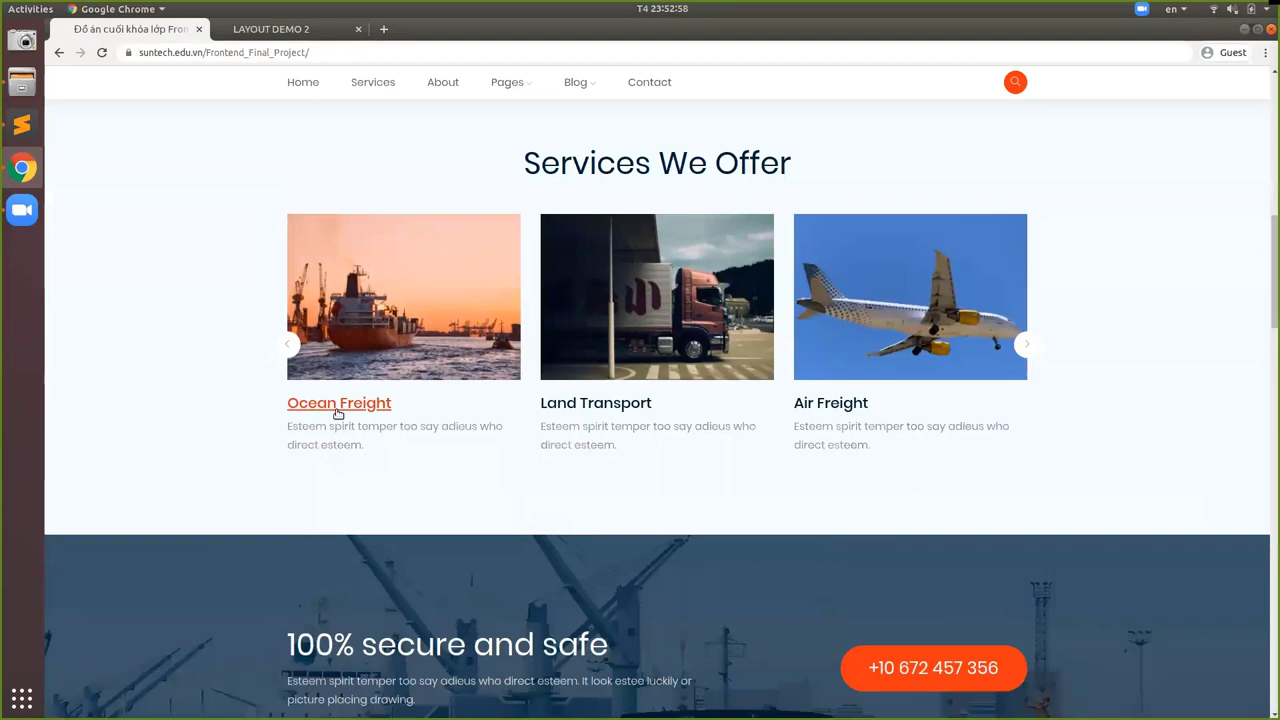 Activities
Google Chrome
T4 23:52:58
en
Đồ án cuối khóa lớp Fron
LAYOUT DEMO 2
suntech.edu.vn/Frontend_Final_Project/
Guest
Home
Services
About
Pages
Blog
Contact
Services We Offer
Ocean Freight
Esteem spirit temper too say adieus who
direct esteem.
Land Transport
Esteem spirit temper too say adieus who
direct esteem.
Air Freight
Esteem spirit temper too say adieus who
direct esteem.
100% secure and safe
Esteem spirit temper too say adieus who direct esteem. It look estee luckily or
picture placing drawing.
+10 672 457 356